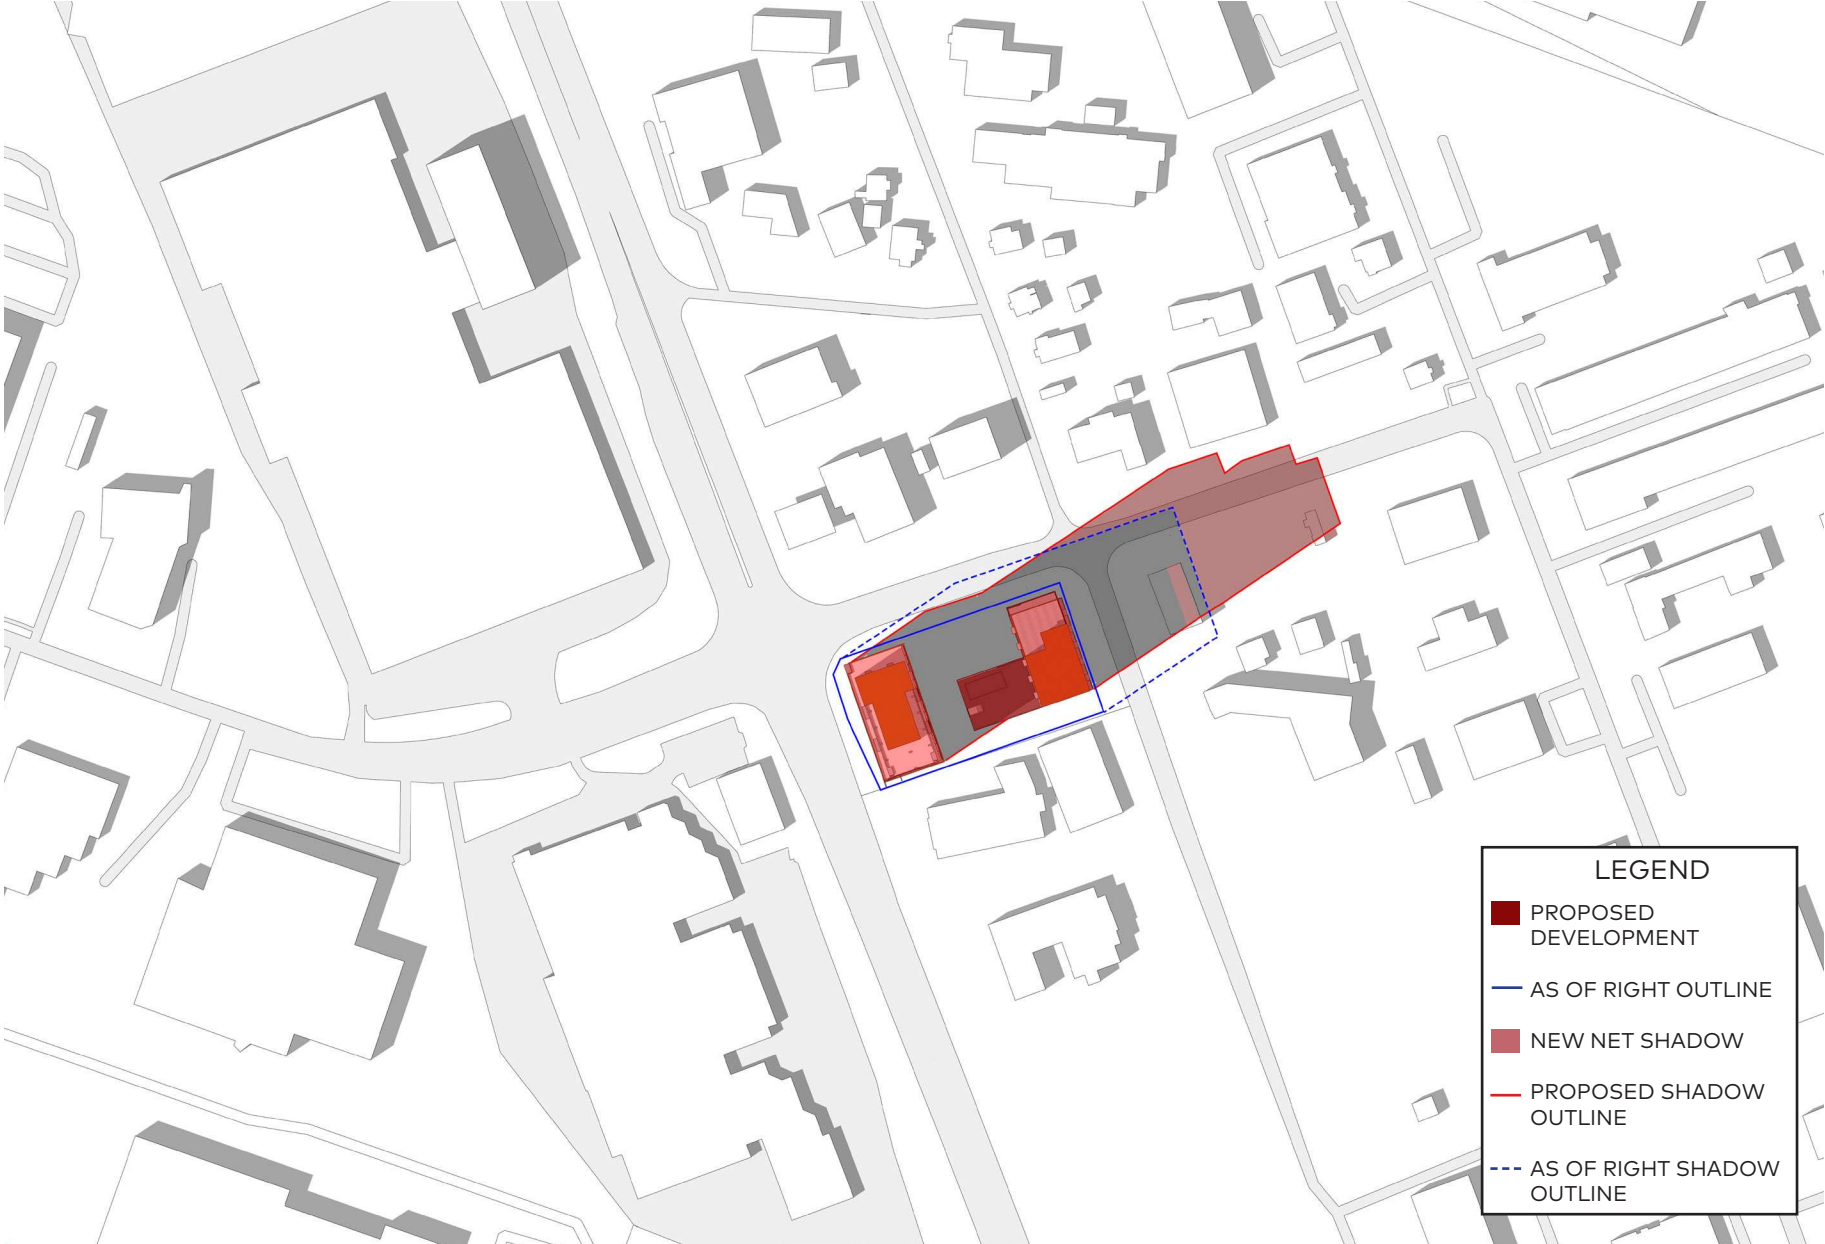 LEGEND
PROPOSED
DEVELOPMENT
AS OF RIGHT OUTLINE
NEW NET SHADOW
PROPOSED SHADOW
OUTLINE
AS OF RIGHT SHADOW
OUTLINE